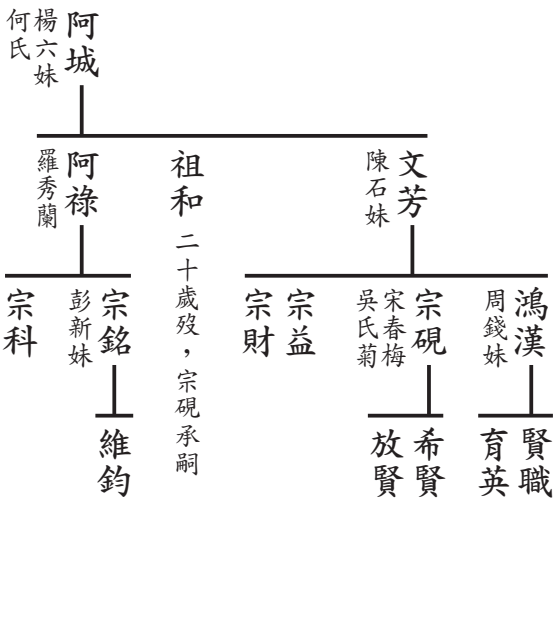 阿城
楊六妹
何氏
文芳
陳石妹
祖和 二十歲歿，宗硯承嗣
阿祿
羅秀蘭
鴻漢
周錢妹
宗硯
宋春梅
吳氏菊
宗益
宗財
宗銘
彭新妹
宗科
賢職
育英
希賢
放賢
維鈞